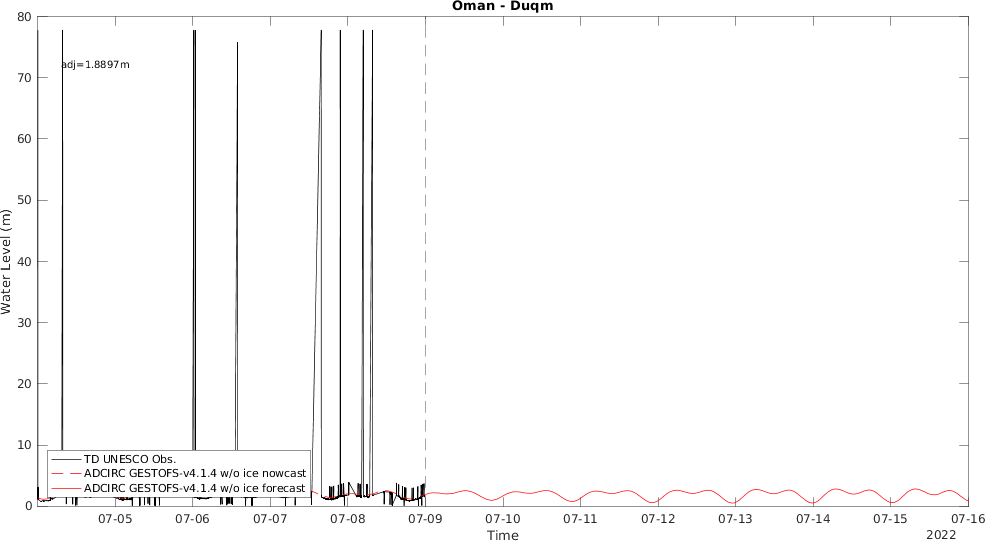 Oman - Duqm
80
70
60
50
40
30
20
10
0
Water Level (m)
adj=1.8897m
TD UNESCO Obs.
ADCIRC GESTOFS-v4.1.4 w/o ice nowcast
ADCIRC GESTOFS-v4.1.4 w/o ice forecast
07-05 07-06 07-07 07-08 07-09 07-10 07-11 07-12 07-13 07-14 07-15 07-16
Time
2022